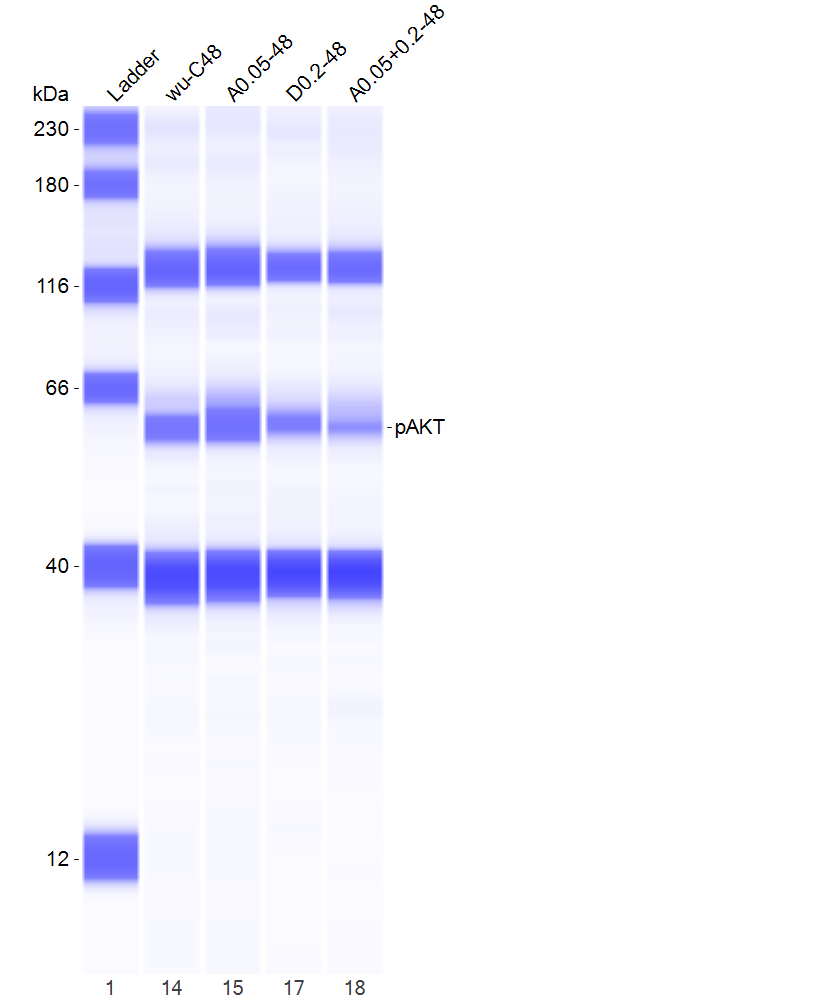 kDa
Ladder
wu-C48
A0.05-48
D0.2-48
A0.05+0.2-48
230
180
116
66
pAKT
40
12
1 14 15 17 18